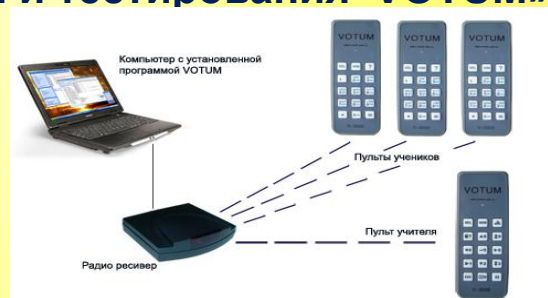 и тестирования VOTUM»
Компьютер с установленной
программой VOTUM
VOTUM
VOTUM
VOTUM
Пульты учеников
VOTUM
Пульт учителя
Радио ресивер